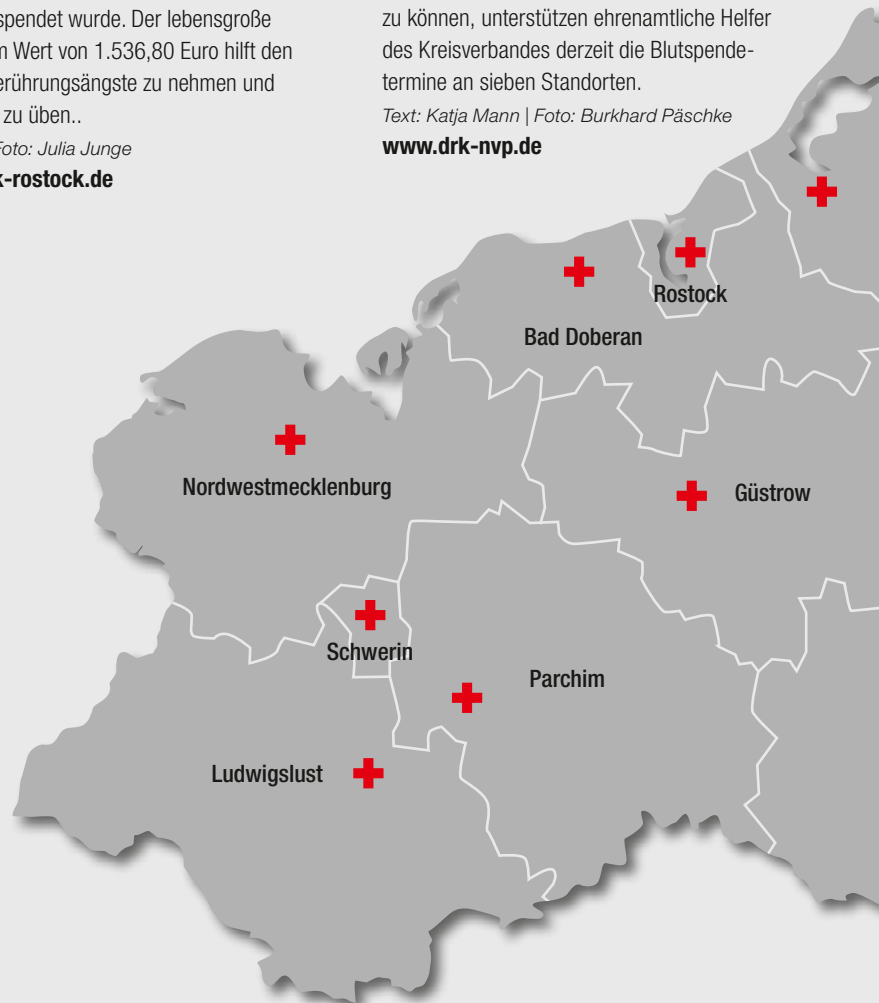 spendet wurde. Der lebensgroße
Wert von 1.536,80 Euro hilft den
erührungsängste zu nehmen und
zu üben..
Foto: Julia Junge
k-rostock.de
zu können, unterstützen ehrenamtliche Helfer
des Kreisverbandes derzeit die Blutspende-
termine an sieben Standorten.
Text: Katja Mann | Foto: Burkhard Päschke
www.drk-nvp.de
Rostock
Bad Doberan
Nordwestmecklenburg
Güstrow
Schwerin
Parchim
Ludwigslust